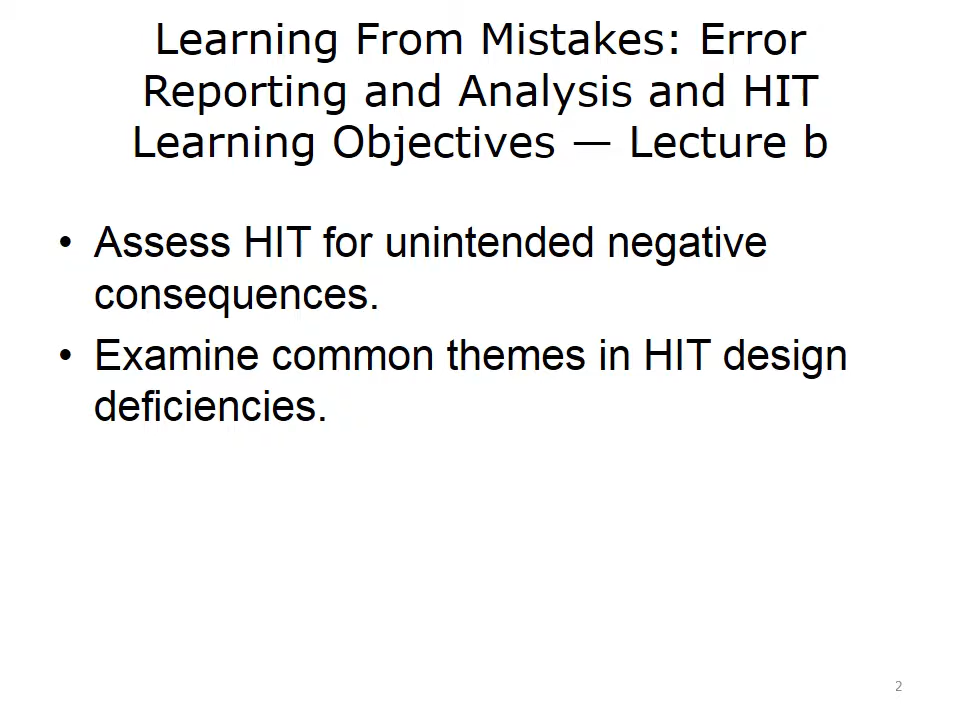 Learning From Mistakes: Error
Reporting and Analysis and HIT
Learning Objectives — Lecture b
• Assess HIT for unintended negative
consequences.
• Examine common themes in HIT design
deficiencies.
2